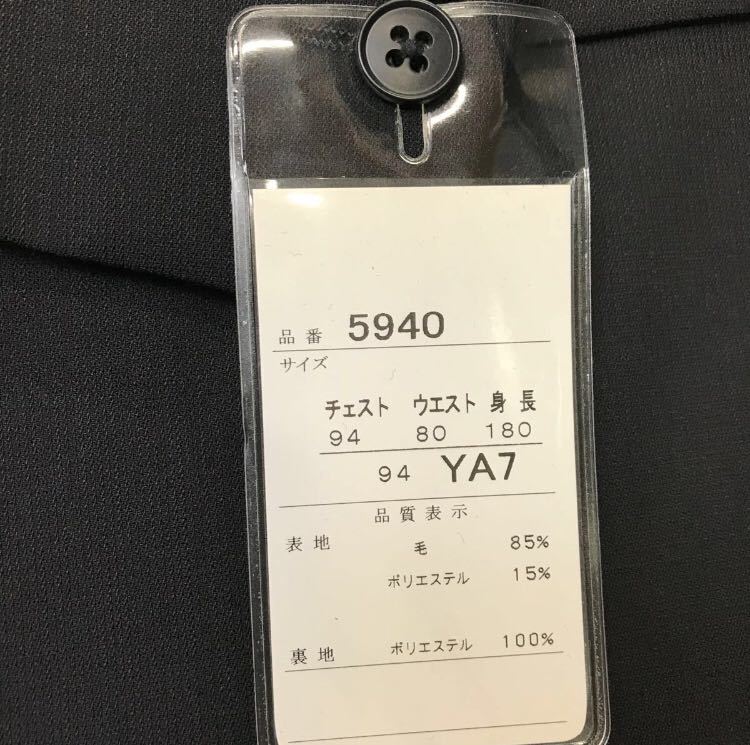 品番 5940
サイズ
チェスト ウエスト 身長
94 80 180
94 YA7
品質表示
表地 毛 85%
ポリエステル 15%
裏地 ポリエステル 100%